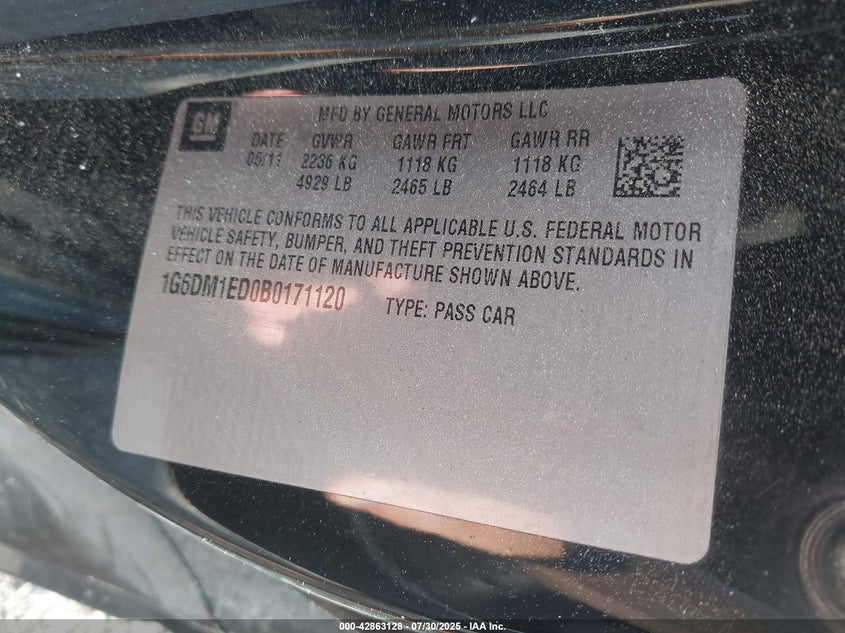 GM
MFD BY GENERAL MOTORS LLC
DATE GVWR GAWR FRT GAWR RR
2236 KG 1118 KG 1118 KG
4929 LB 2465 LB 2464 LB
THIS VEHICLE CONFORMS TO ALL APPLICABLE U.S. FEDERAL MOTOR
VEHICLE SAFETY, BUMPER, AND THEFT PREVENTION STANDARDS IN
EFFECT ON THE DATE OF MANUFACTURE SHOWN ABOVE.
1G6DM1ED0B0171120 TYPE: PASS CAR
000-42863128 - 07/30/2025 - IAA Inc.